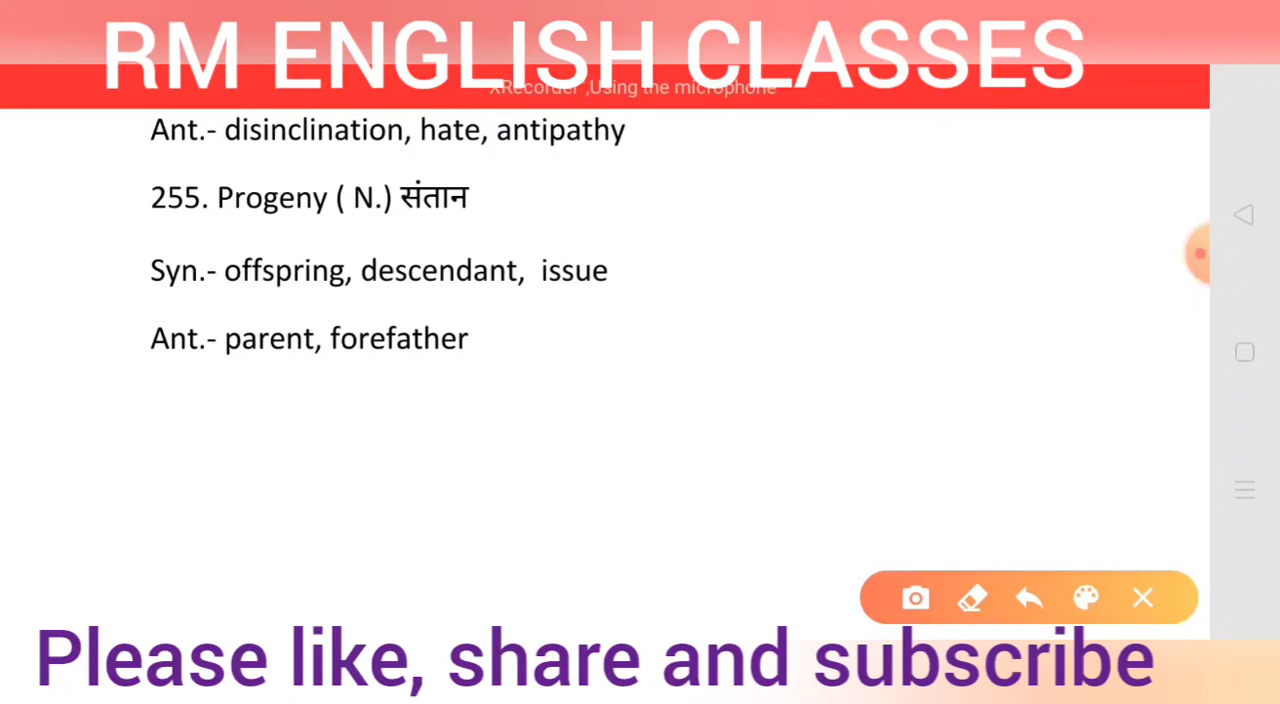 RM ENGLISH CLASSES
XRecorder ,Using the microphone
Ant.- disinclination, hate, antipathy
255. Progeny ( N.) संतान
Syn.- offspring, descendant,  issue
Ant.- parent, forefather
Please like, share and subscribe